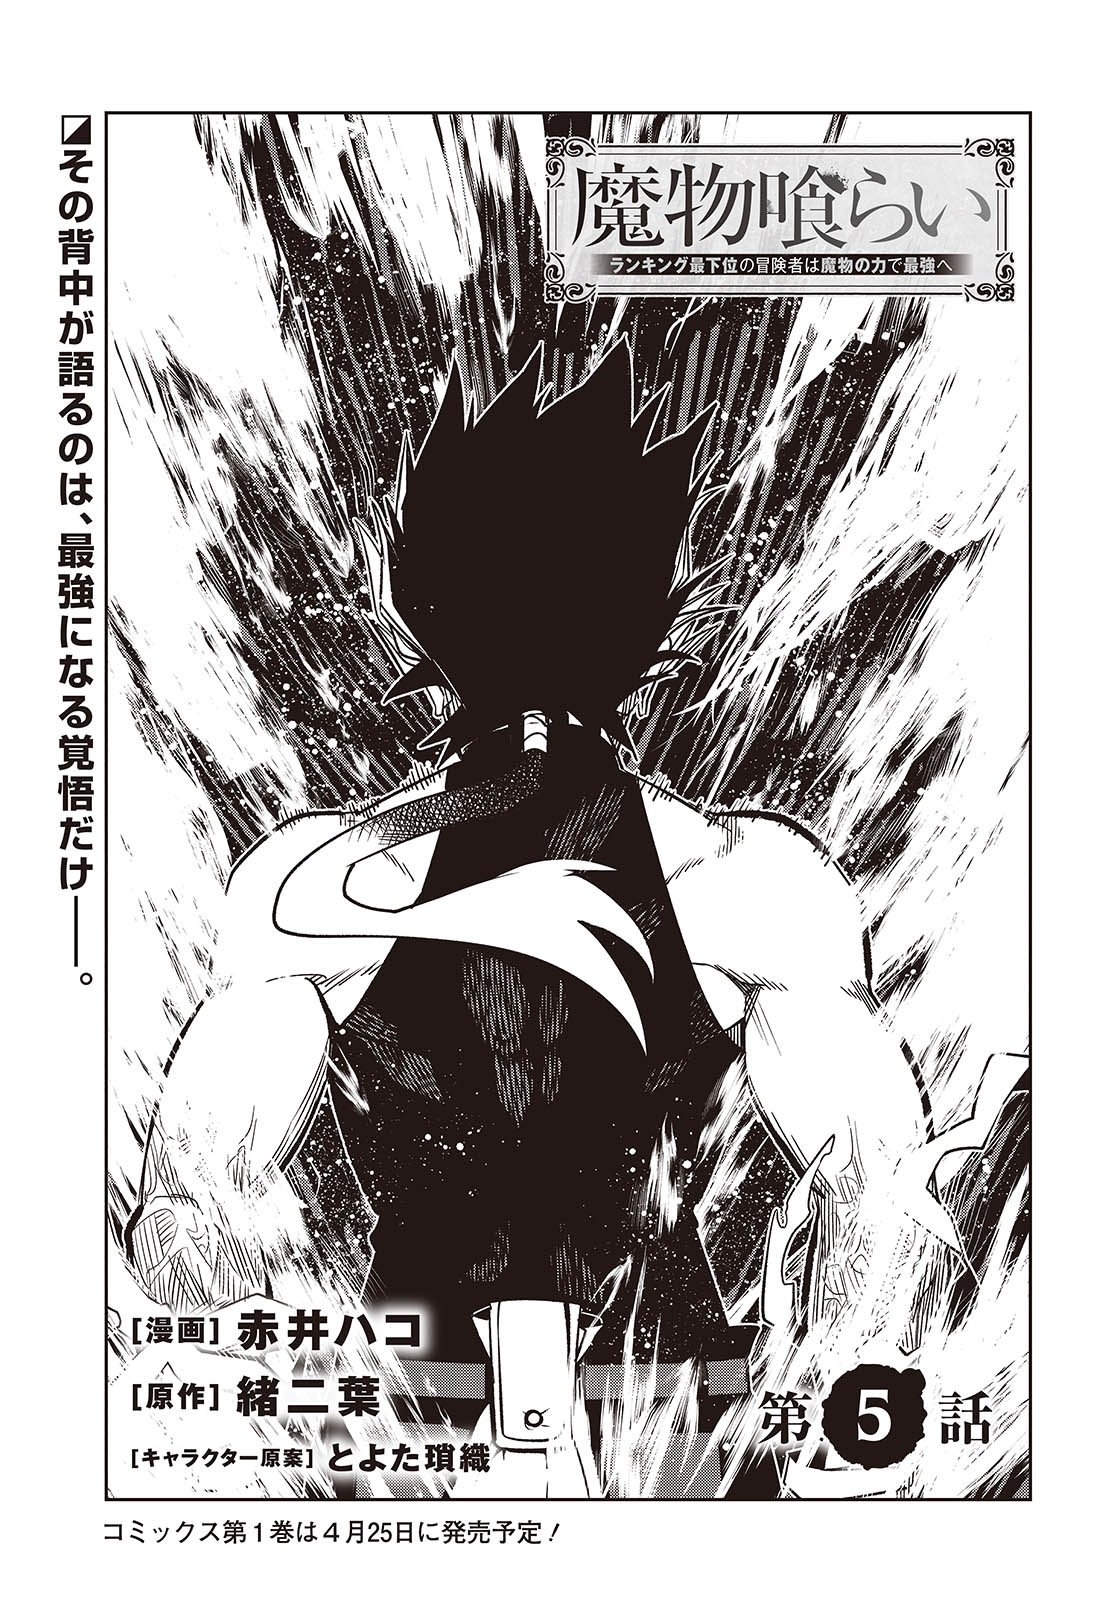 魔物喰らい
ランキング最下位の冒険者は魔物の力で最強へ
その背中が語るのは、最強になる覚悟だけ――。
[漫画] 赤井ハコ
[原作] 緒二葉
[キャラクター原案] とよた瑣織
第5話
コミックス第1巻は4月25日に発売予定!